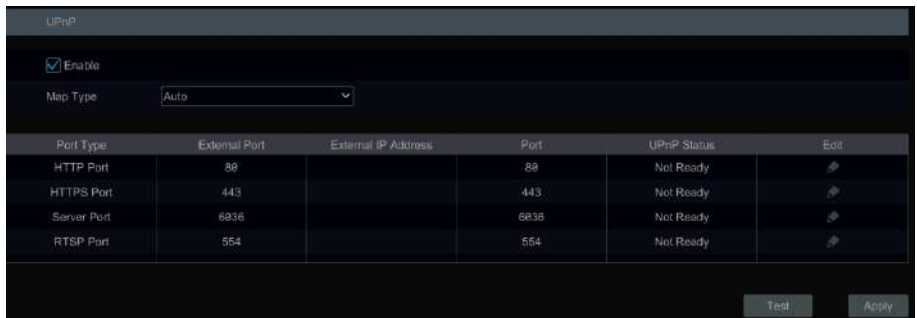 UPnP
Enable
Map Type Auto
Port Type External Port External IP Address Port UPnP Status Edit
HTTP Port 80 80 Not Ready
HTTPS Port 443 443 Not Ready
Server Port 6036 6036 Not Ready
RTSP Port 554 554 Not Ready
Test Apply